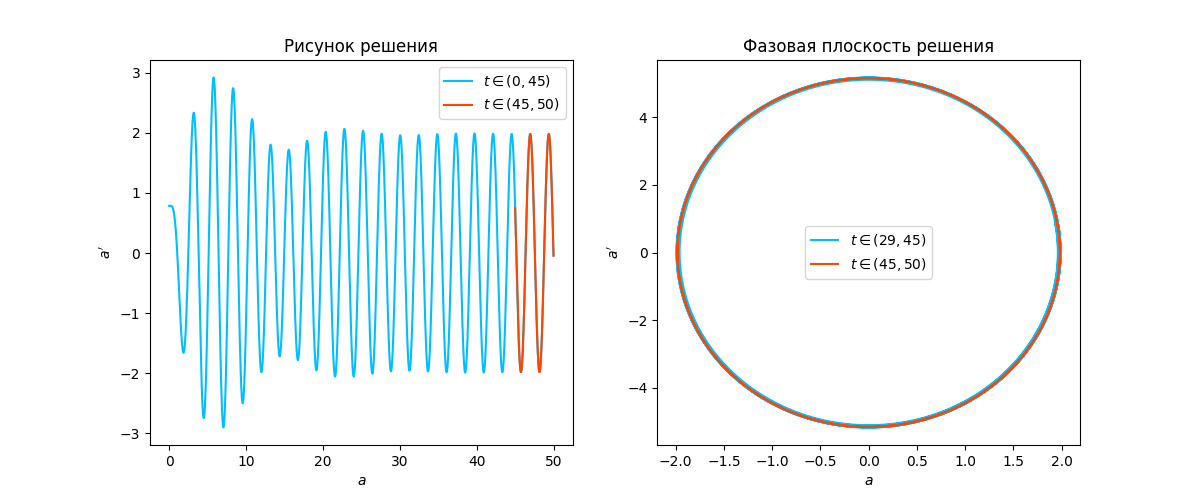 Рисунок решения
3
2
1
0
−1
−2
−3
a′
t ∈ (0, 45)
t ∈ (45, 50)
0 10 20 30 40 50
a
Фазовая плоскость решения
4
2
0
−2
−4
a′
t ∈ (29, 45)
t ∈ (45, 50)
−2.0 −1.5 −1.0 −0.5 0.0 0.5 1.0 1.5 2.0
a